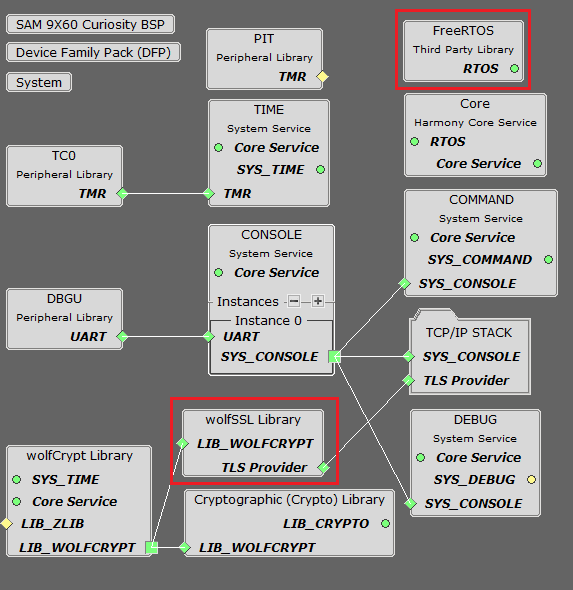 SAM 9X60 Curiosity BSP
Device Family Pack (DFP)
System
PIT
Peripheral Library
TMR
FreeRTOS
Third Party Library
RTOS
TIME
System Service
Core Service
SYS_TIME
TMR
Core
Harmony Core Service
RTOS
Core Service
TC0
Peripheral Library
TMR
COMMAND
System Service
Core Service
SYS_COMMAND
SYS_CONSOLE
CONSOLE
System Service
Core Service
Instances
Instance 0
UART
SYS_CONSOLE
DBGU
Peripheral Library
UART
TCP/IP STACK
SYS_CONSOLE
TLS Provider
wolfSSL Library
LIB_WOLFCRYPT
TLS Provider
DEBUG
System Service
Core Service
SYS_DEBUG
SYS_CONSOLE
wolfCrypt Library
SYS_TIME
Core Service
LIB_ZLIB
LIB_WOLFCRYPT
Cryptographic (Crypto) Library
LIB_CRYPTO
LIB_WOLFCRYPT